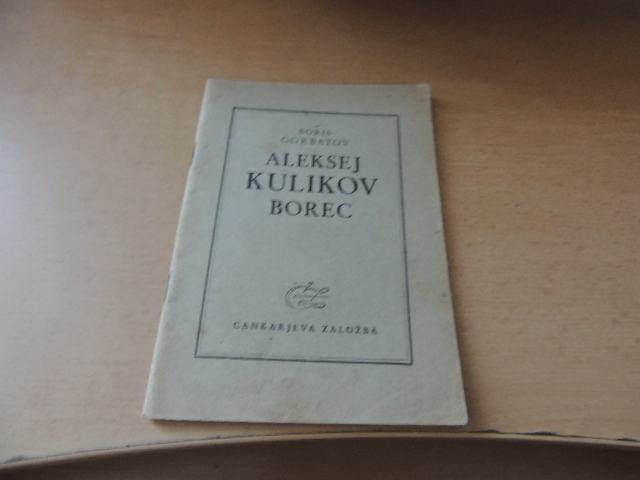 BORIS
GORBATOV
ALEKSEJ
KULIKOV
BOREC
CANKARJEVA ZALOŽBA